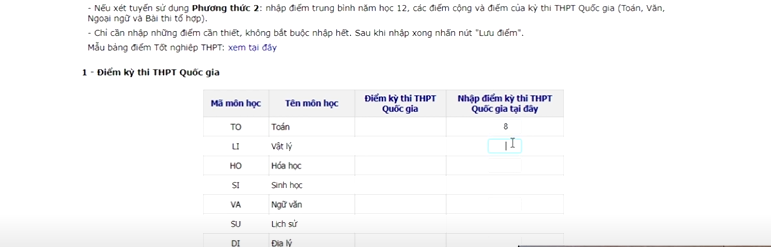 - Nếu xét tuyển sử dụng Phương thức 2: nhập điểm trung bình năm học 12, các điểm cộng và điểm của kỳ thi THPT Quốc gia (Toán, Văn,
Ngoại ngữ và Bài thi tổ hợp).
- Chỉ cần nhập những điểm cần thiết, không bắt buộc nhập hết. Sau khi nhập xong nhấn nút "Lưu điểm".
Mẫu bảng điểm Tốt nghiệp THPT: xem tại đây
1 - Điểm kỳ thi THPT Quốc gia
Mã môn học Tên môn học Điểm kỳ thi THPT Quốc gia Nhập điểm kỳ thi THPT Quốc gia tại đây
TO Toán 8
LI Vật lý
HO Hóa học
SI Sinh học
VA Ngữ văn
SU Lịch sử
DI Địa lý